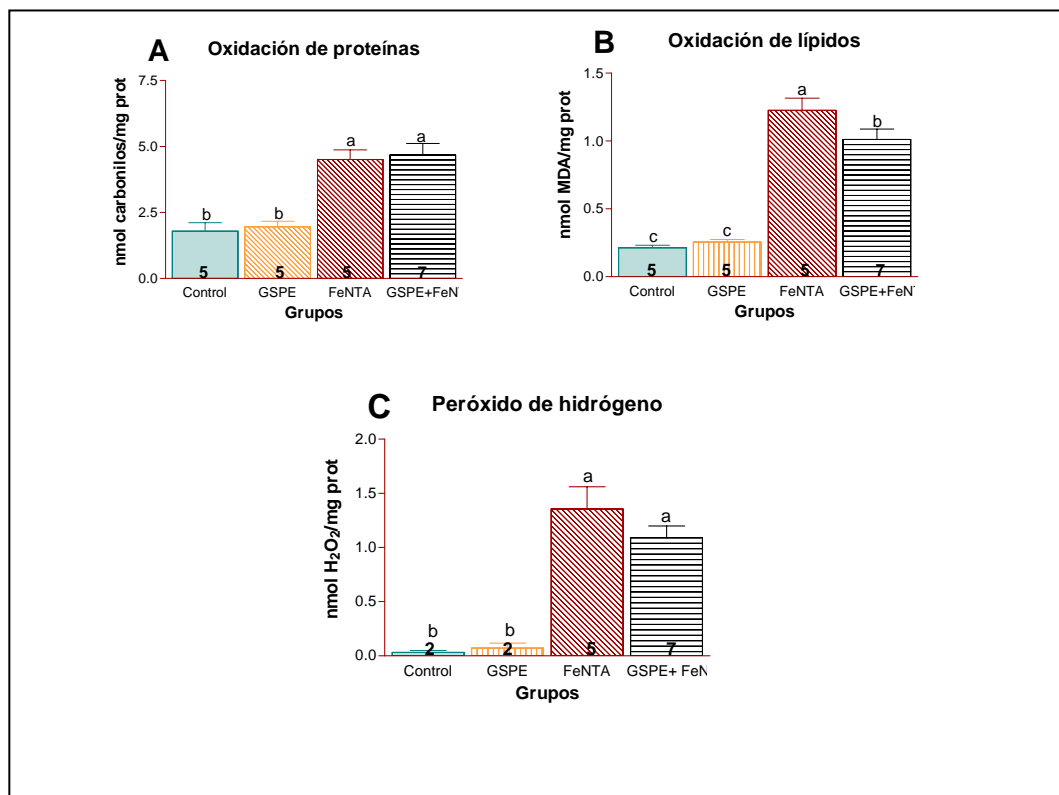 A Oxidación de proteínas
nmol carbonilos/mg prot
7.5
5.0
2.5
0.0
b
b
a
a
5
5
5
7
Control
GSPE
FeNTA
GSPE+FeN
Grupos
B Oxidación de lípidos
nmol MDA/mg prot
1.5
1.0
0.5
0.0
c
c
a
b
5
5
5
7
Control
GSPE
FeNTA
GSPE+FeN
Grupos
C Peróxido de hidrógeno
nmol H₂O₂/mg prot
2.0
1.5
1.0
0.5
0.0
b
b
a
a
2
2
5
7
Control
GSPE
FeNTA
GSPE+ FeN
Grupos